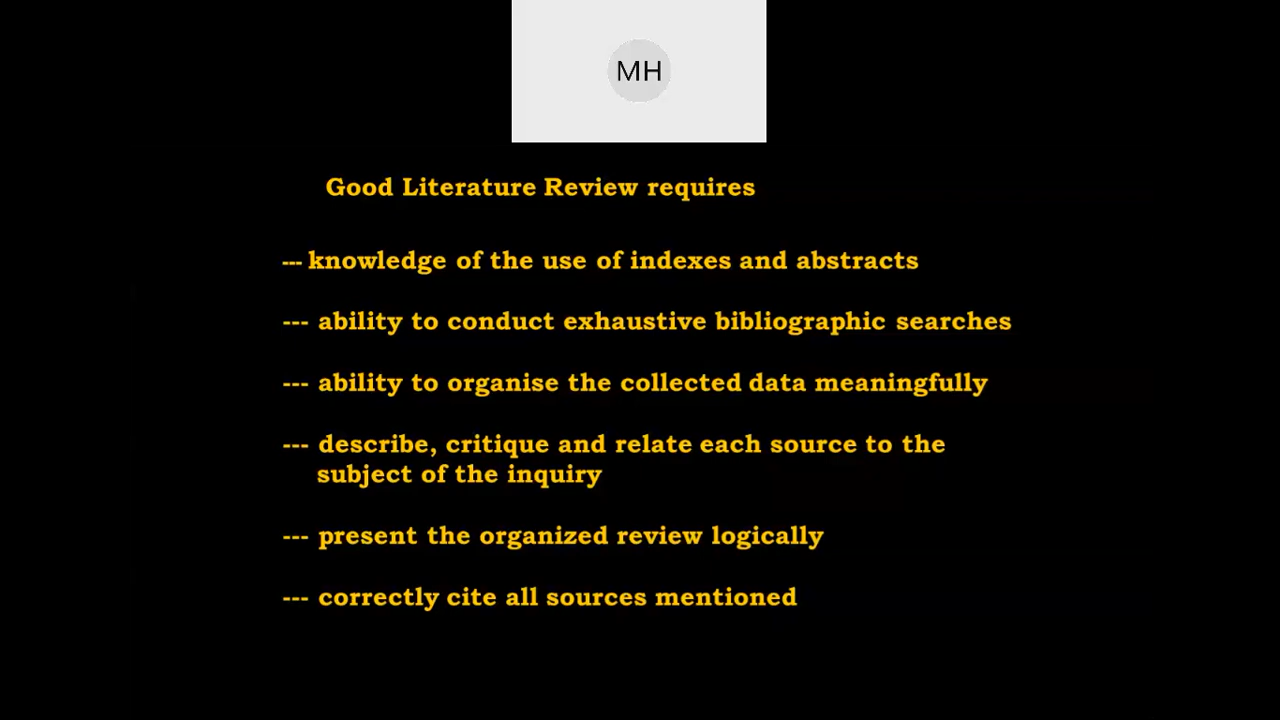 MH
Good Literature Review requires
--- knowledge of the use of indexes and abstracts
--- ability to conduct exhaustive bibliographic searches
--- ability to organise the collected data meaningfully
--- describe, critique and relate each source to the
subject of the inquiry
--- present the organized review logically
--- correctly cite all sources mentioned